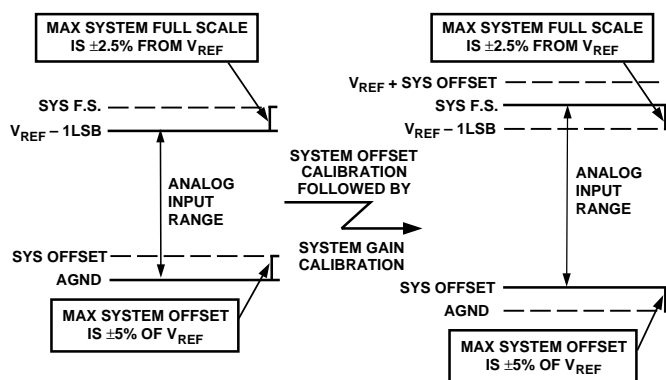 MAX SYSTEM FULL SCALE
IS ±2.5% FROM VREF
SYS F.S.
VREF – 1LSB
ANALOG
INPUT
RANGE
SYS OFFSET
AGND
MAX SYSTEM OFFSET
IS ±5% OF VREF
SYSTEM OFFSET
CALIBRATION
FOLLOWED BY
SYSTEM GAIN
CALIBRATION
MAX SYSTEM FULL SCALE
IS ±2.5% FROM VREF
VREF + SYS OFFSET
SYS F.S.
VREF – 1LSB
ANALOG
INPUT
RANGE
SYS OFFSET
AGND
MAX SYSTEM OFFSET
IS ±5% OF VREF